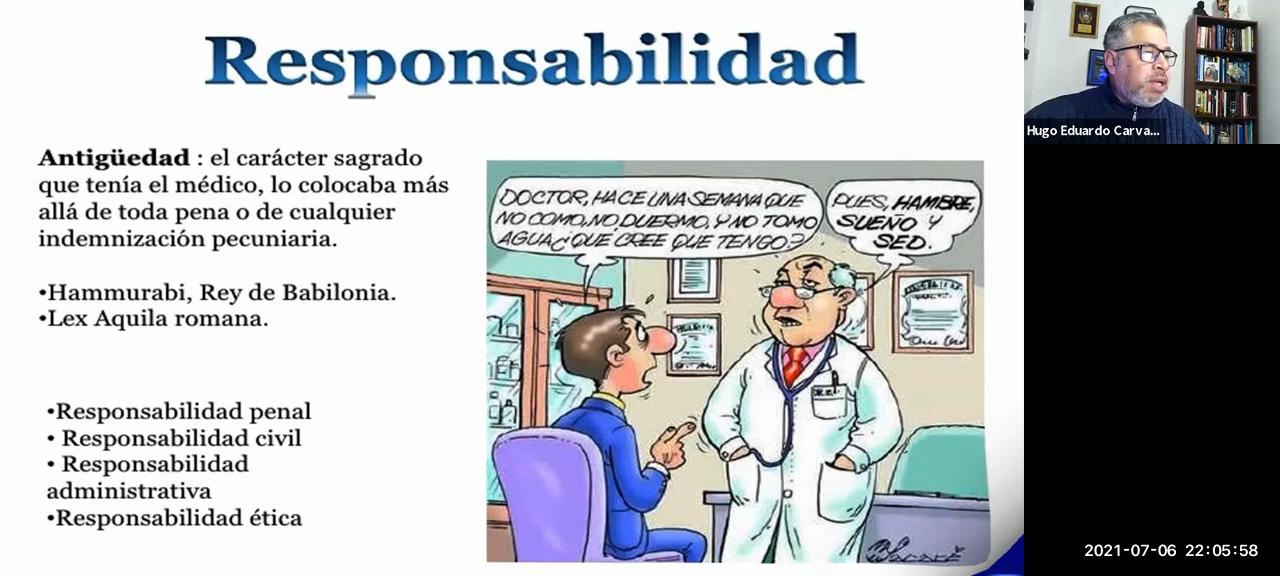 Responsabilidad
Antigüedad : el carácter sagrado
que tenía el médico, lo colocaba más
allá de toda pena o de cualquier
indemnización pecuniaria.
•Hammurabi, Rey de Babilonia.
•Lex Aquila romana.
•Responsabilidad penal
• Responsabilidad civil
• Responsabilidad
administrativa
•Responsabilidad ética
DOCTOR, HACE UNA SEMANA QUE
NO COMO, NO DUERMO, Y NO TOMO
AGUA ¿QUE CREE QUE TENGO?
PUES, HAMBRE,
SUEÑO Y
SED.
Hugo Eduardo Carva...
2021-07-06 22:05:58